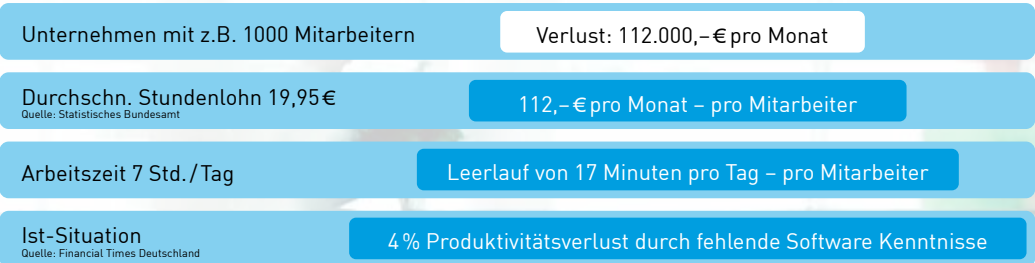 Unternehmen mit z.B. 1000 Mitarbeitern
Verlust: 112.000,–€ pro Monat
Durchschn. Stundenlohn 19,95€
Quelle: Statistisches Bundesamt
112,–€ pro Monat – pro Mitarbeiter
Arbeitszeit 7 Std./Tag
Leerlauf von 17 Minuten pro Tag – pro Mitarbeiter
Ist-Situation
Quelle: Financial Times Deutschland
4% Produktivitätsverlust durch fehlende Software Kenntnisse